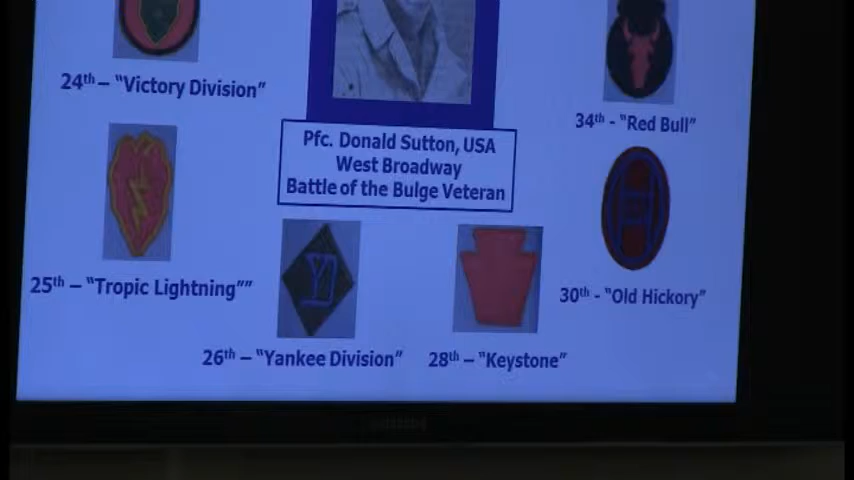 24th – “Victory Division”
34th - “Red Bull”
Pfc. Donald Sutton, USA
West Broadway
Battle of the Bulge Veteran
25th – “Tropic Lightning””
YD
30th - “Old Hickory”
26th – “Yankee Division”
28th – “Keystone”